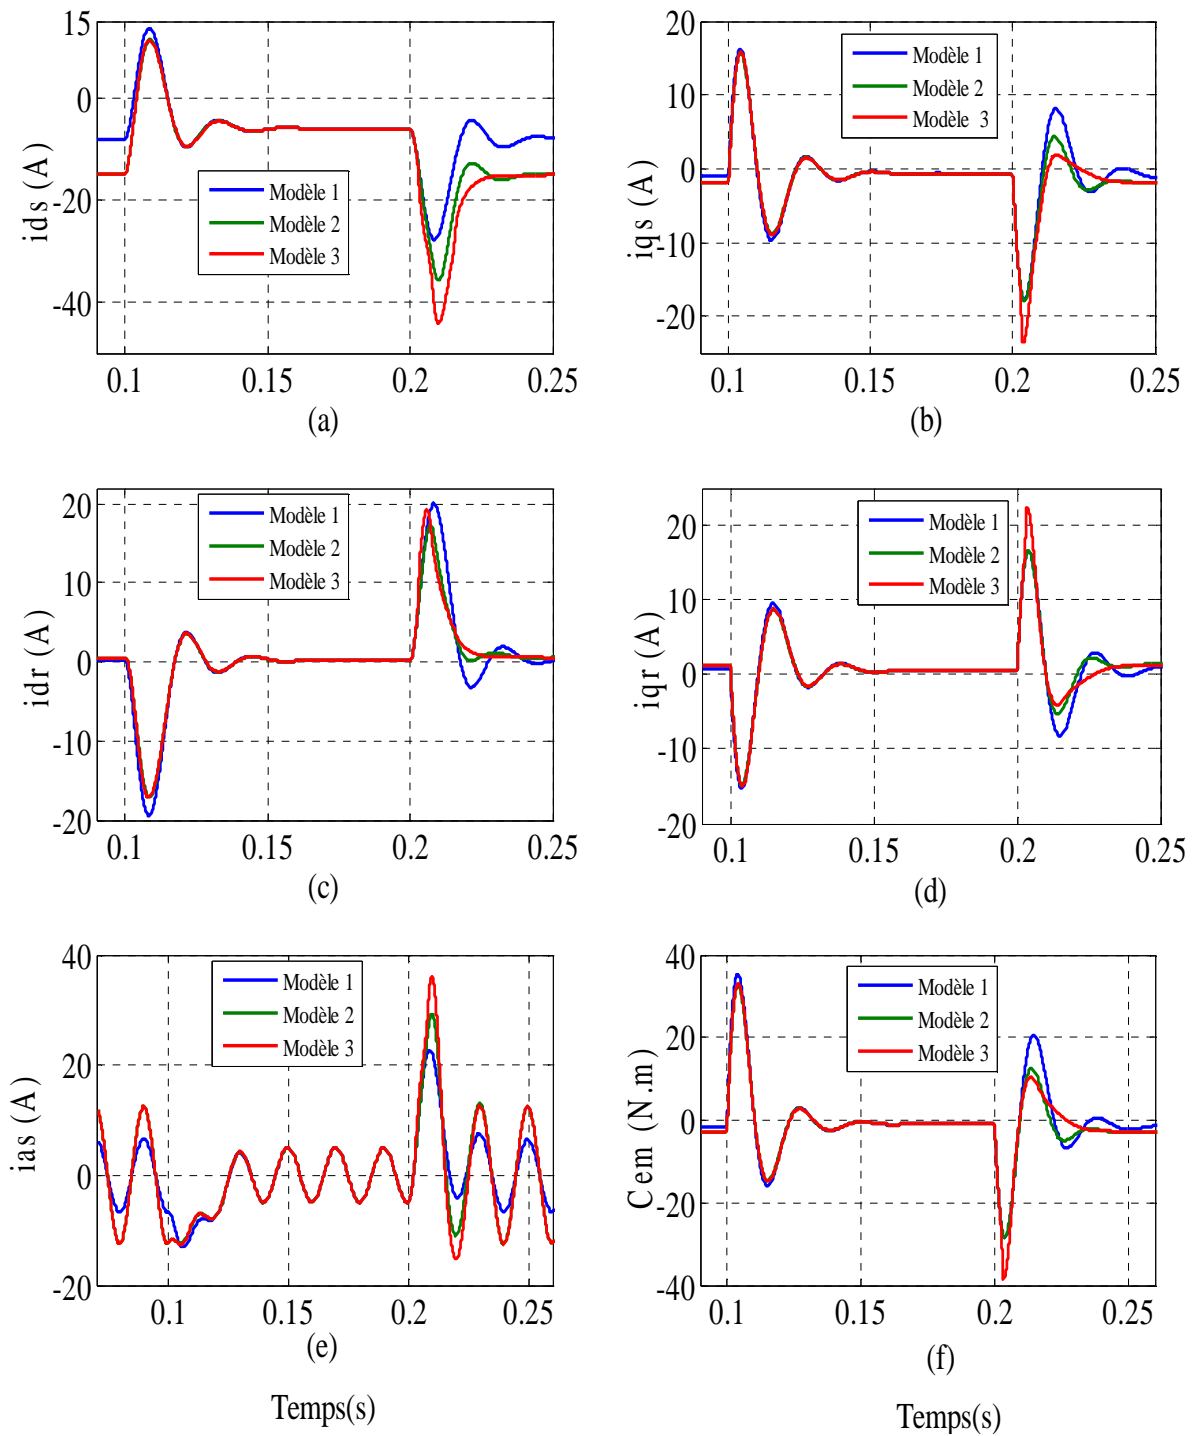 15
0
-20
-40
ids (A)
Modèle 1
Modèle 2
Modèle 3
0.1
0.15
0.2
0.25
(a)
20
10
0
-10
-20
iqs (A)
Modèle 1
Modèle 2
Modèle 3
0.1
0.15
0.2
0.25
(b)
20
10
0
-10
-20
idr (A)
Modèle 1
Modèle 2
Modèle 3
0.1
0.15
0.2
0.25
(c)
20
10
0
-10
-20
iqr (A)
Modèle 1
Modèle 2
Modèle 3
0.1
0.15
0.2
0.25
(d)
40
20
0
-20
ias (A)
Modèle 1
Modèle 2
Modèle 3
0.1
0.15
0.2
0.25
(e)
Temps(s)
40
20
0
-20
-40
Cem (N.m)
Modèle 1
Modèle 2
Modèle 3
0.1
0.15
0.2
0.25
(f)
Temps(s)